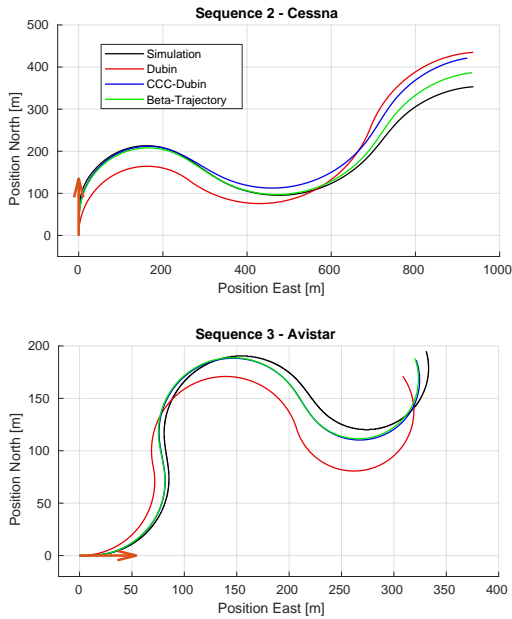 Sequence 2 - Cessna
500
400
300
200
100
0
Position North [m]
Simulation
Dubin
CCC-Dubin
Beta-Trajectory
0 200 400 600 800 1000
Position East [m]
Sequence 3 - Avistar
200
150
100
50
0
Position North [m]
0 50 100 150 200 250 300 350 400
Position East [m]